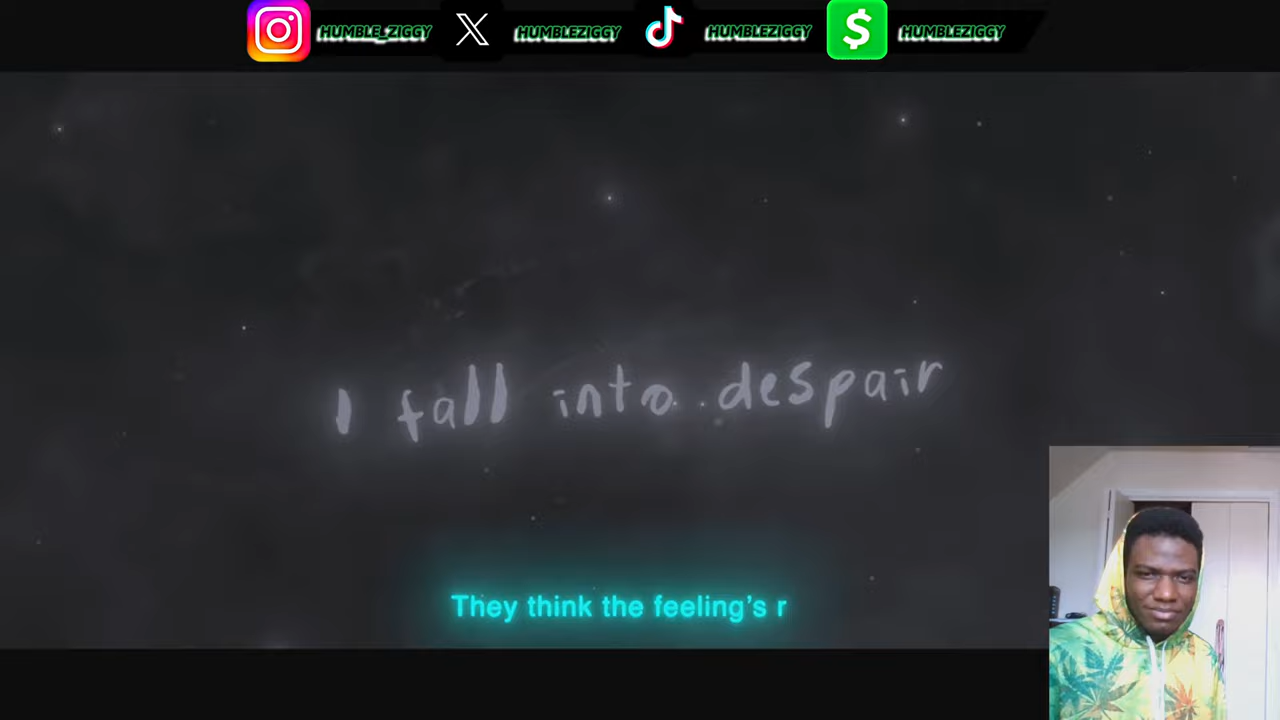 HUMBLE_ZIGGY HUMBLEZIGGY HUMBLEZIGGY $ HUMBLEZIGGY
I fall into despair
They think the feeling’s r